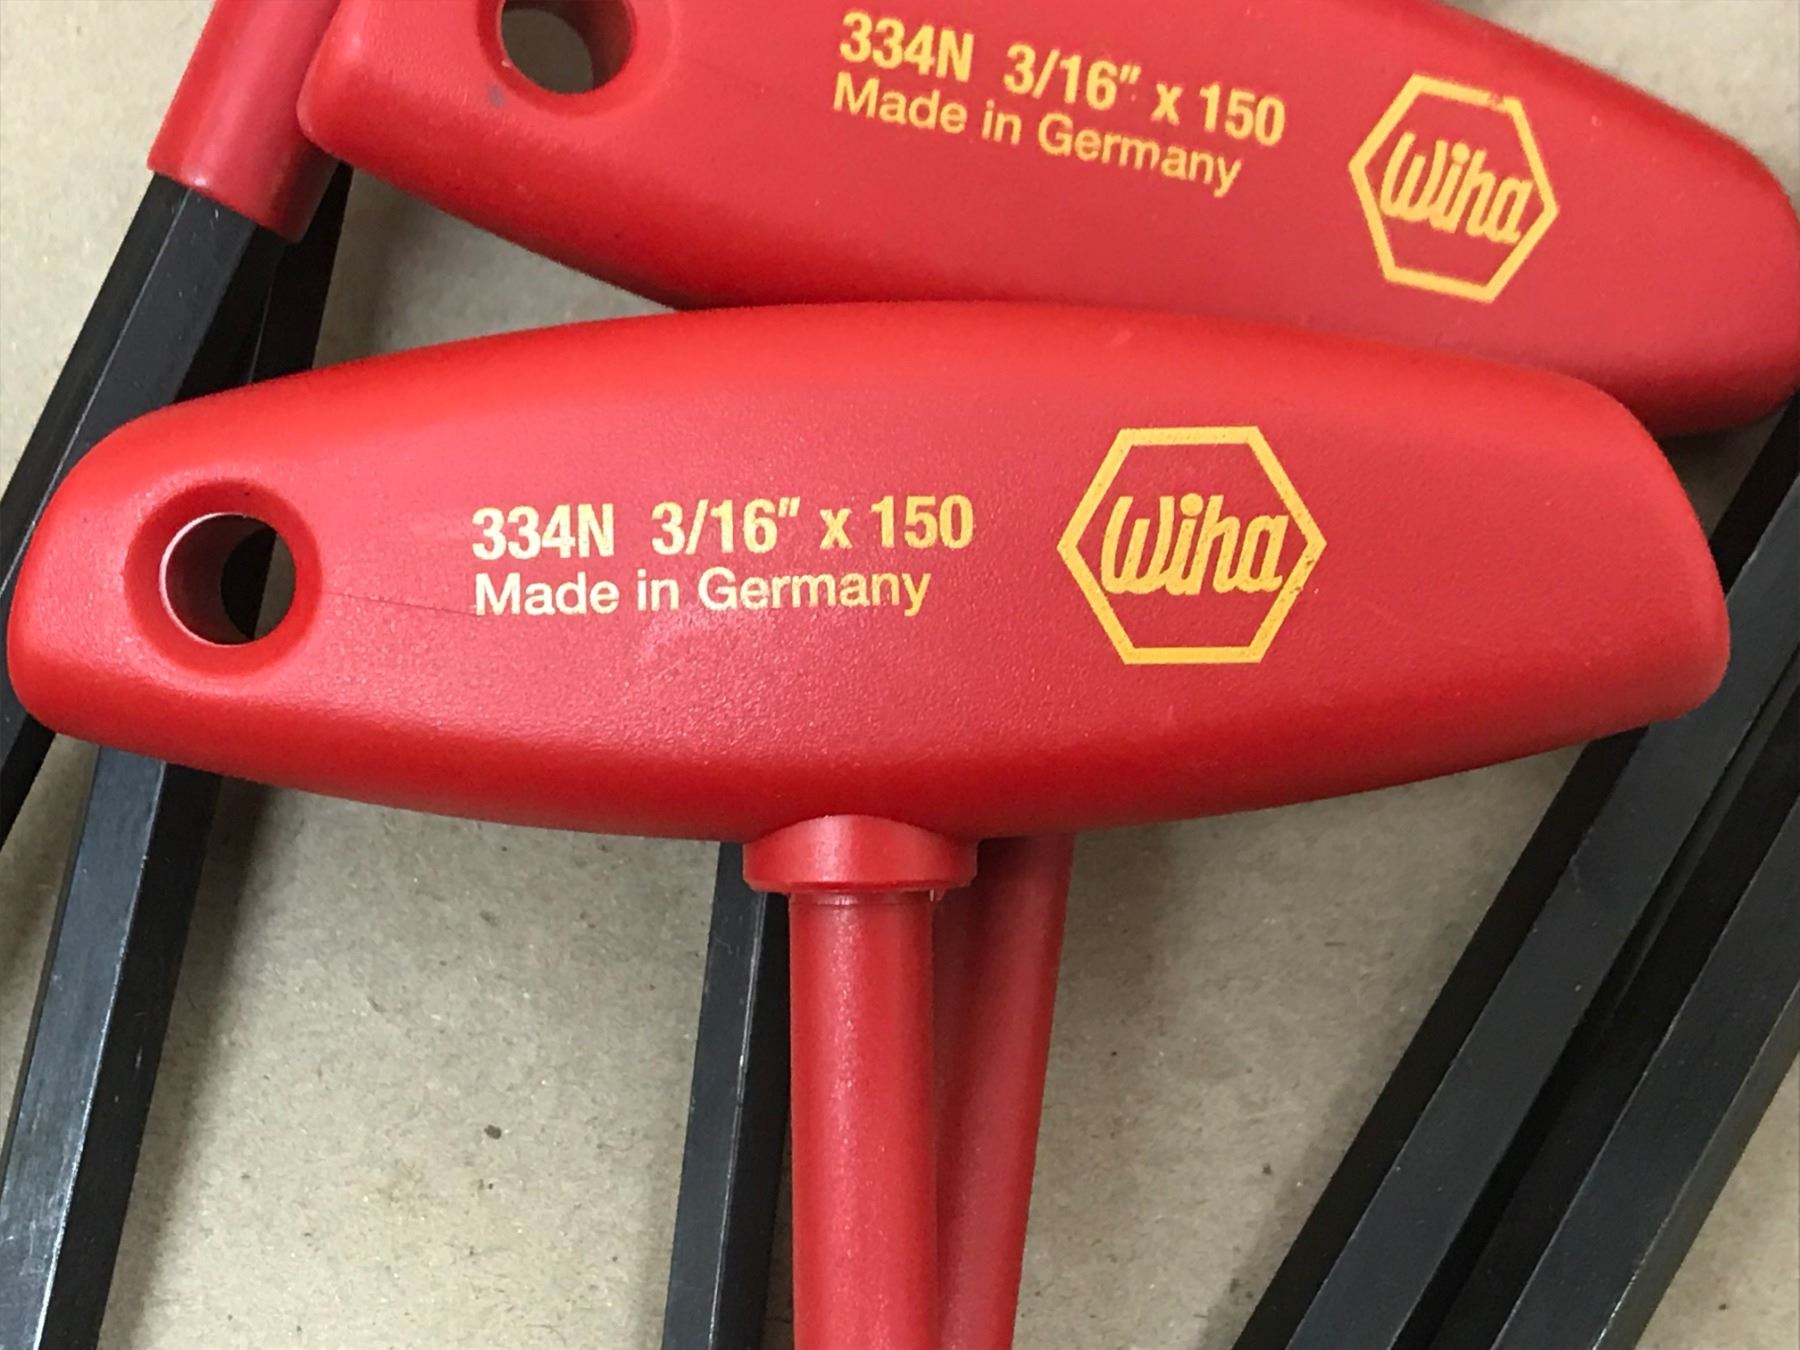 334N 3/16" x 150
Made in Germany
Wiha
334N 3/16" x 150
Made in Germany
Wiha